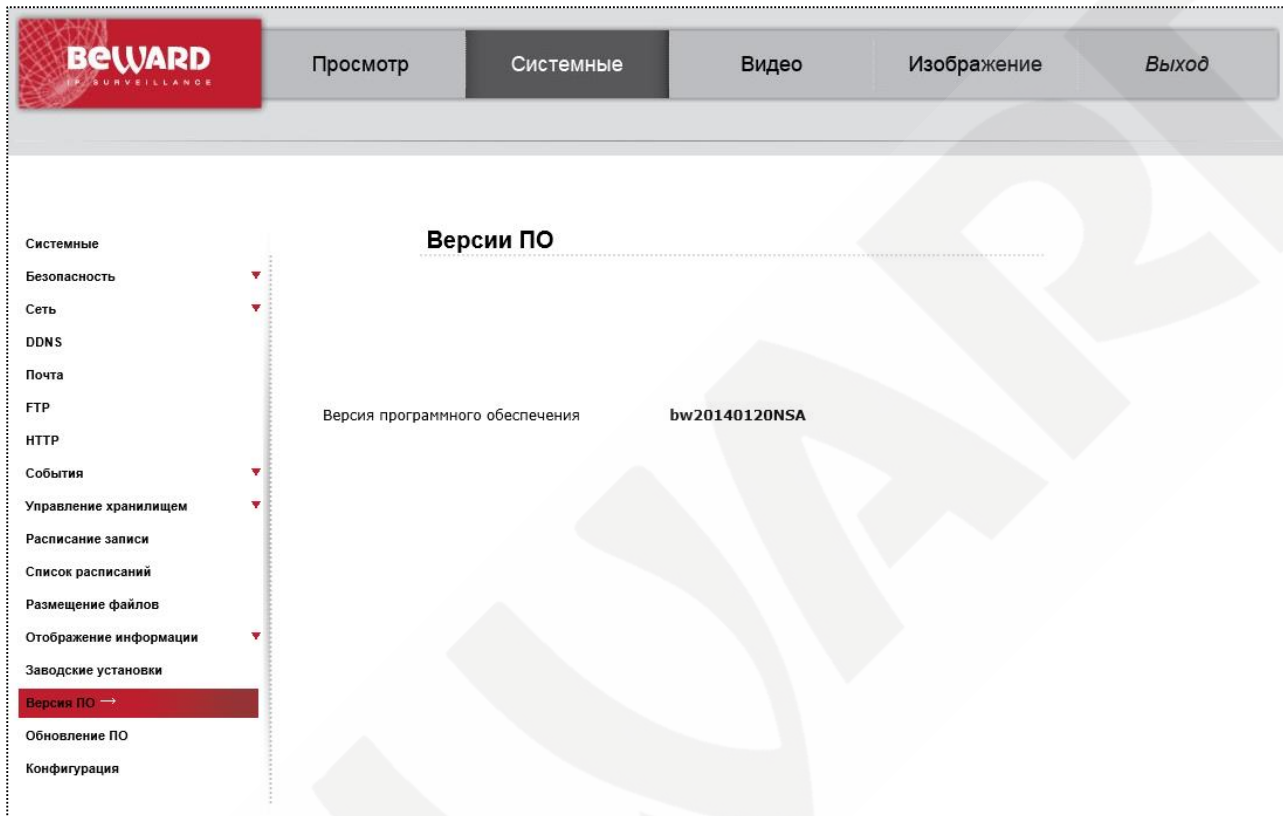 BEWARD
IP SURVEILLANCE
Просмотр
Системные
Видео
Изображение
Выход
Версии ПО
Системные
Безопасность
Сеть
DDNS
Почта
FTP
HTTP
События
Управление хранилищем
Расписание записи
Список расписаний
Размещение файлов
Отображение информации
Заводские установки
Версия ПО →
Обновление ПО
Конфигурация
Версия программного обеспечения bw20140120NSA